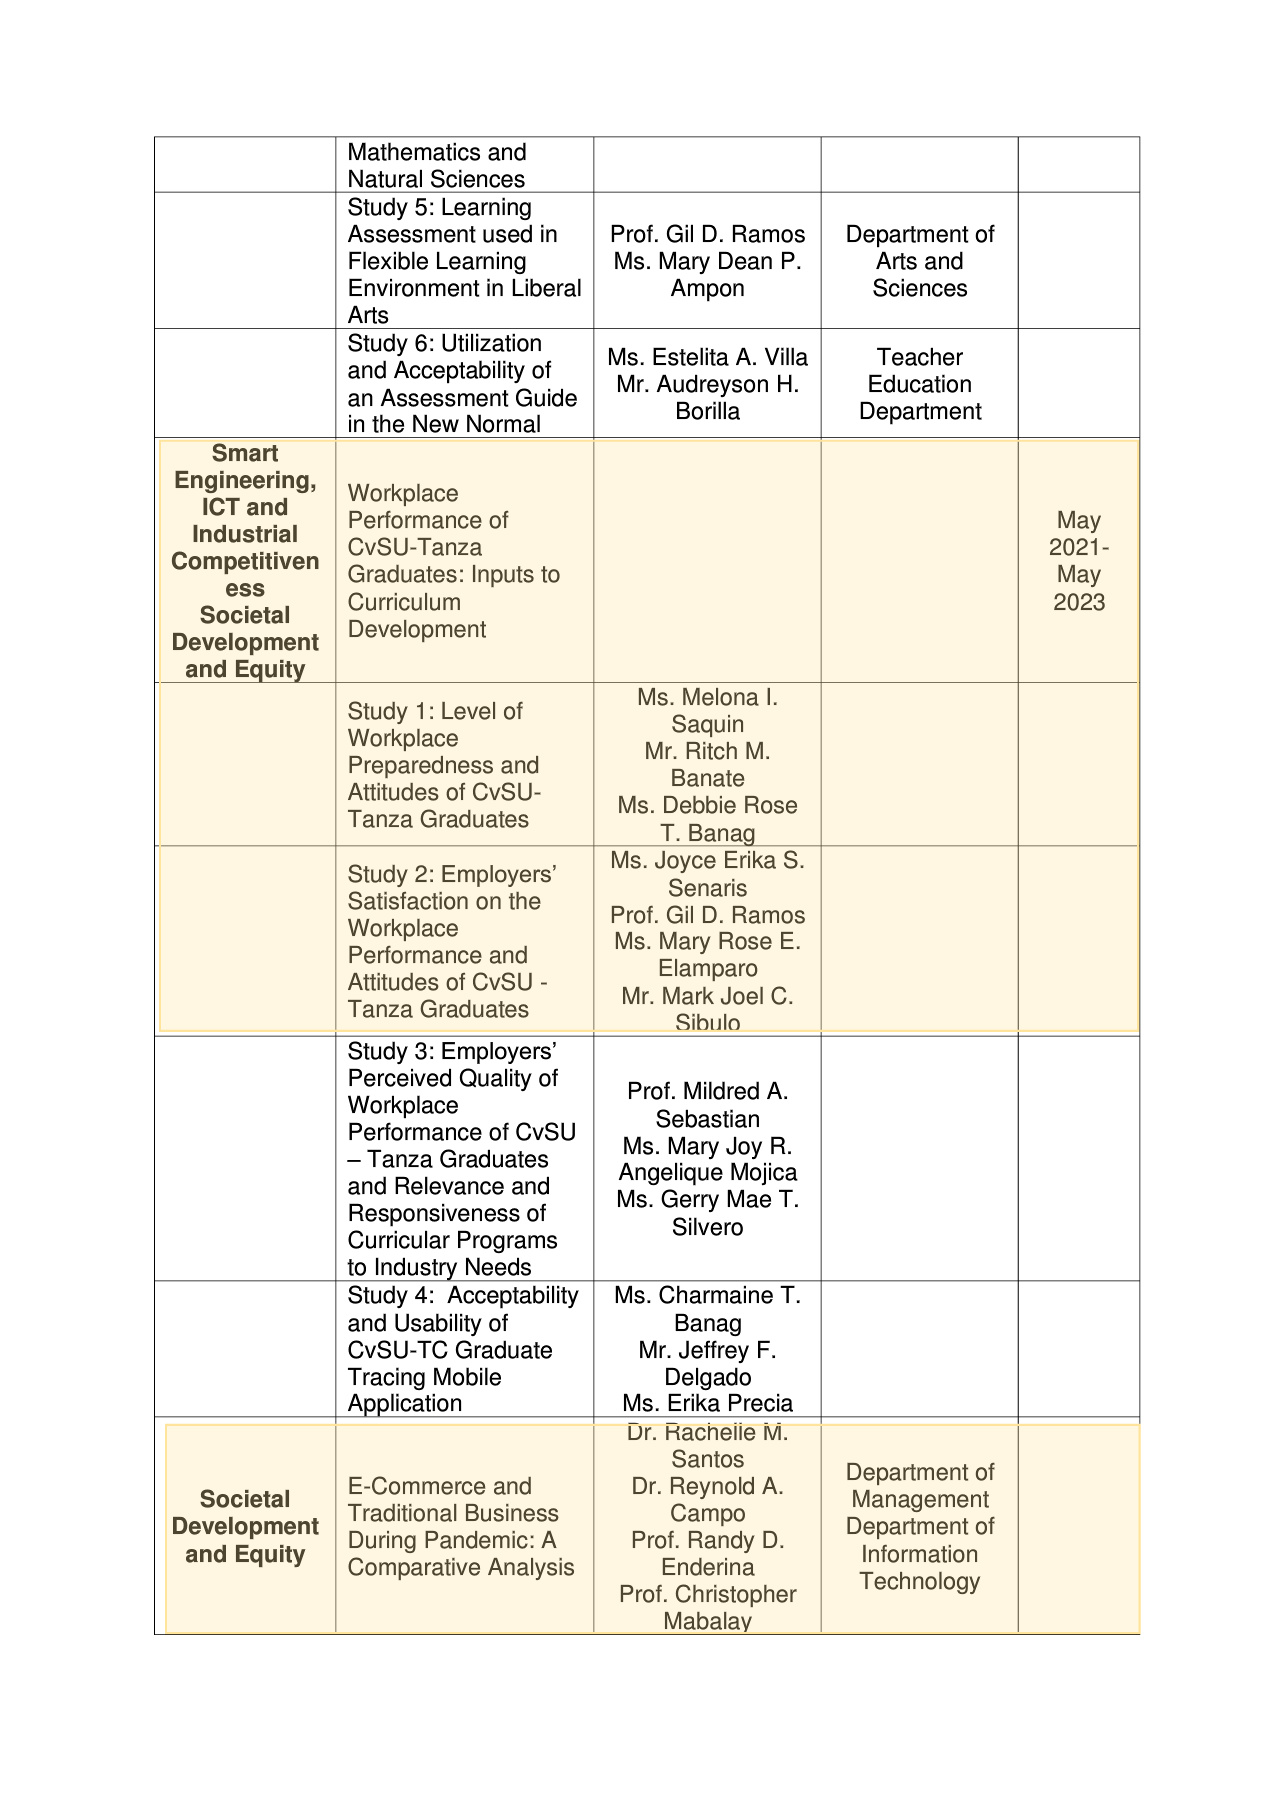 Mathematics and
Natural Sciences
Study 5: Learning
Assessment used in
Flexible Learning
Environment in Liberal
Arts
Prof. Gil D. Ramos
Ms. Mary Dean P.
Ampon
Department of
Arts and
Sciences
Study 6: Utilization
and Acceptability of
an Assessment Guide
in the New Normal
Ms. Estelita A. Villa
Mr. Audreyson H.
Borilla
Teacher
Education
Department
Smart
Engineering,
ICT and
Industrial
Competitiven
ess
Societal
Development
and Equity
Workplace
Performance of
CvSU-Tanza
Graduates: Inputs to
Curriculum
Development
May
2021-
May
2023
Study 1: Level of
Workplace
Preparedness and
Attitudes of CvSU-
Tanza Graduates
Ms. Melona I.
Saquin
Mr. Ritch M.
Banate
Ms. Debbie Rose
T. Banag
Study 2: Employers’
Satisfaction on the
Workplace
Performance and
Attitudes of CvSU -
Tanza Graduates
Ms. Joyce Erika S.
Senaris
Prof. Gil D. Ramos
Ms. Mary Rose E.
Elamparo
Mr. Mark Joel C.
Sibulo
Study 3: Employers’
Perceived Quality of
Workplace
Performance of CvSU
– Tanza Graduates
and Relevance and
Responsiveness of
Curricular Programs
to Industry Needs
Prof. Mildred A.
Sebastian
Ms. Mary Joy R.
Angelique Mojica
Ms. Gerry Mae T.
Silvero
Study 4:  Acceptability
and Usability of
CvSU-TC Graduate
Tracing Mobile
Application
Ms. Charmaine T.
Banag
Mr. Jeffrey F.
Delgado
Ms. Erika Precia
Societal
Development
and Equity
E-Commerce and
Traditional Business
During Pandemic: A
Comparative Analysis
Dr. Rachelle M.
Santos
Dr. Reynold A.
Campo
Prof. Randy D.
Enderina
Prof. Christopher
Mabalay
Department of
Management
Department of
Information
Technology